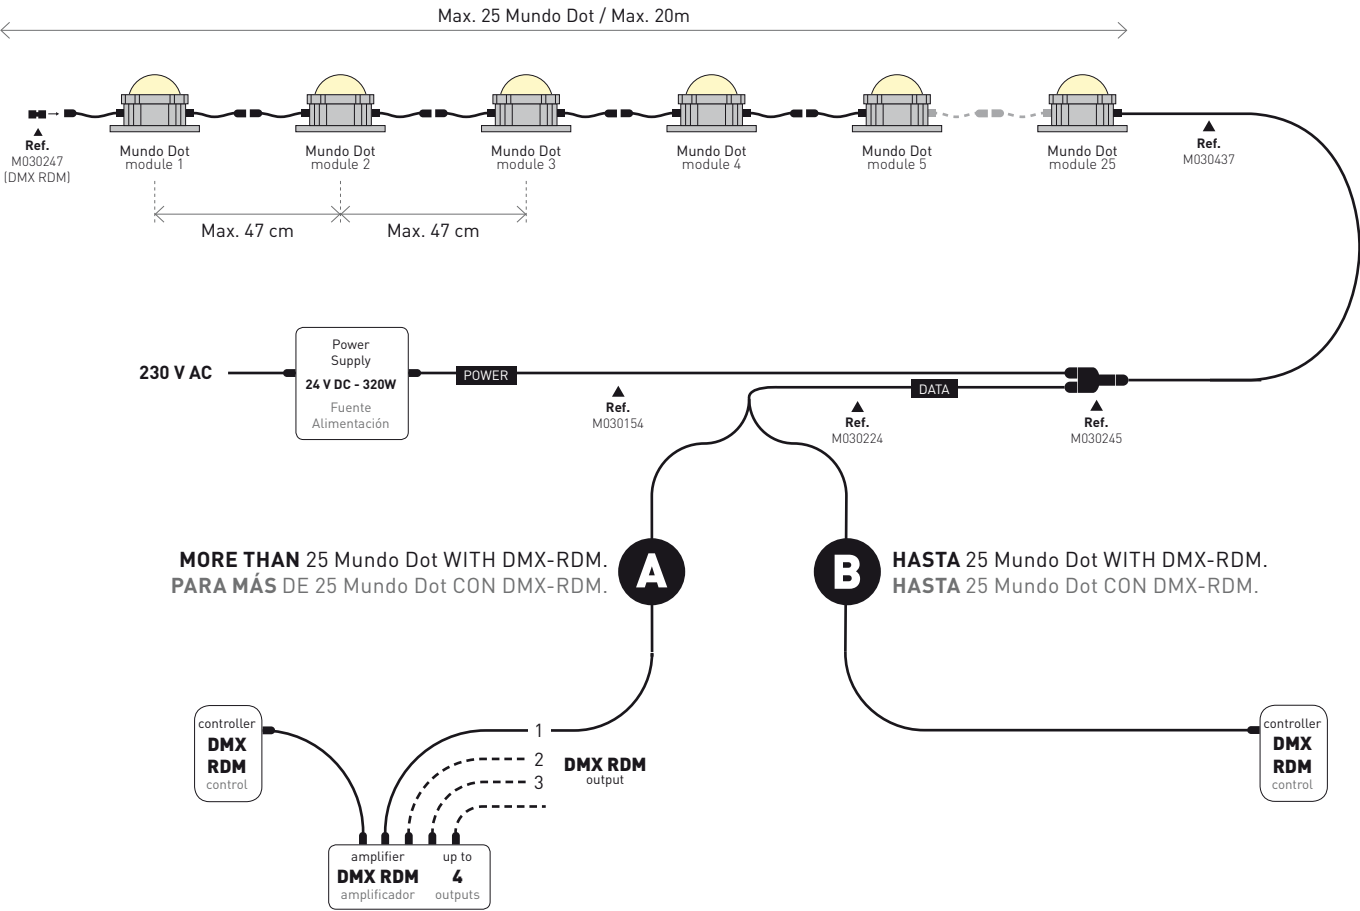 Max. 25 Mundo Dot / Max. 20m
Ref.
M030247
(DMX RDM)
Mundo Dot
module 1
Mundo Dot
module 2
Mundo Dot
module 3
Mundo Dot
module 4
Mundo Dot
module 5
Mundo Dot
module 25
Ref.
M030437
Max. 47 cm
Max. 47 cm
230 V AC
Power
Supply
24 V DC - 320W
Fuente
Alimentación
POWER
Ref.
M030154
DATA
Ref.
M030224
Ref.
M030245
A
MORE THAN 25 Mundo Dot WITH DMX-RDM.
PARA MÁS DE 25 Mundo Dot CON DMX-RDM.
B
HASTA 25 Mundo Dot WITH DMX-RDM.
HASTA 25 Mundo Dot CON DMX-RDM.
controller
DMX
RDM
control
1
2
3
DMX RDM
output
amplifier
DMX RDM
amplificador
up to
4
outputs
controller
DMX
RDM
control